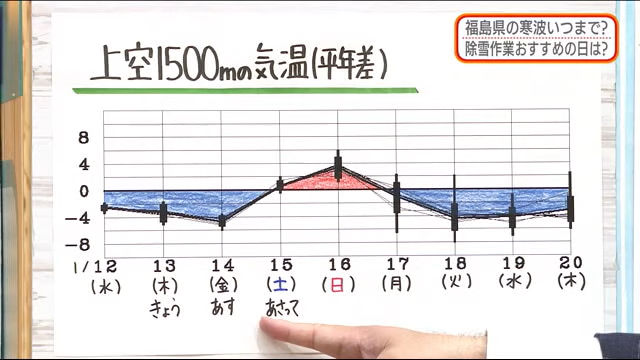 福島県の寒波いつまで?
除雪作業おすすめの日は?
上空1500mの気温(平年差)
8
4
0
-4
-8
1/12 13 14 15 16 17 18 19 20
(水) (木) (金) (土) (日) (月) (火) (水) (木)
きょう あす あさって